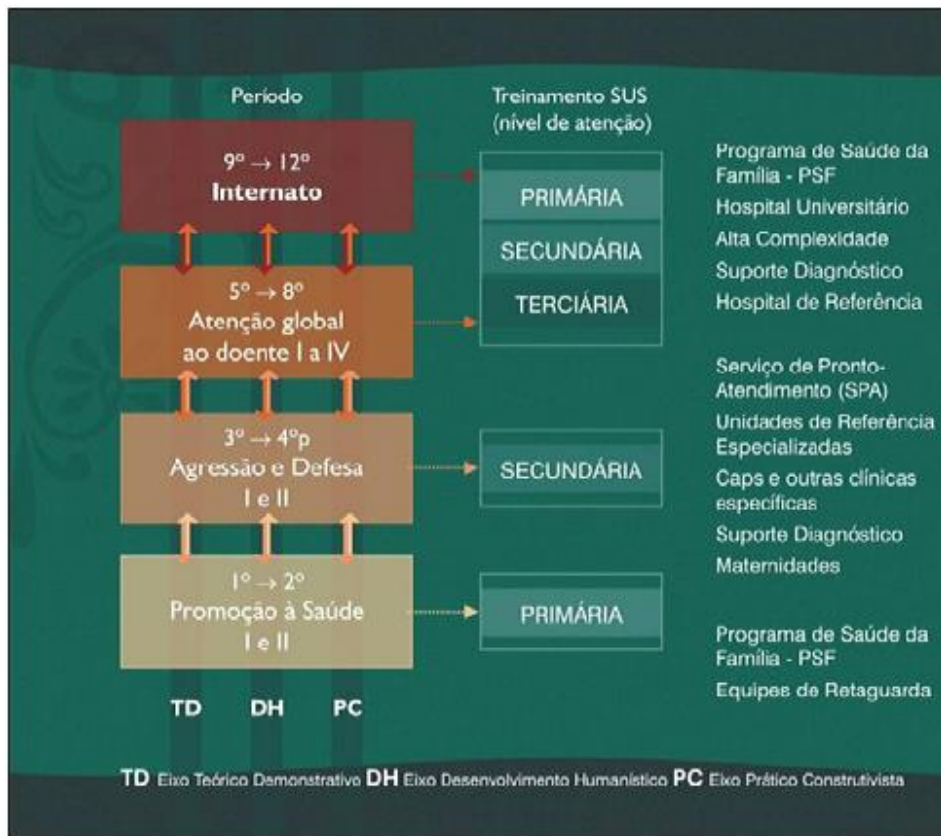 Período
9º → 12º
Internato
5º → 8º
Atenção global
ao doente I a IV
3º → 4ºp
Agressão e Defesa
I e II
1º → 2º
Promoção à Saúde
I e II
TD DH PC
Treinamento SUS
(nível de atenção)
PRIMÁRIA
SECUNDÁRIA
TERCIÁRIA
SECUNDÁRIA
PRIMÁRIA
Programa de Saúde da
Família - PSF
Hospital Universitário
Alta Complexidade
Suporte Diagnóstico
Hospital de Referência
Serviço de Pronto-
Atendimento (SPA)
Unidades de Referência
Especializadas
Caps e outras clínicas
específicas
Suporte Diagnóstico
Maternidades
Programa de Saúde da
Família - PSF
Equipes de Retaguarda
TD Eixo Teórico Demonstrativo DH Eixo Desenvolvimento Humanístico PC Eixo Prático Construtivista